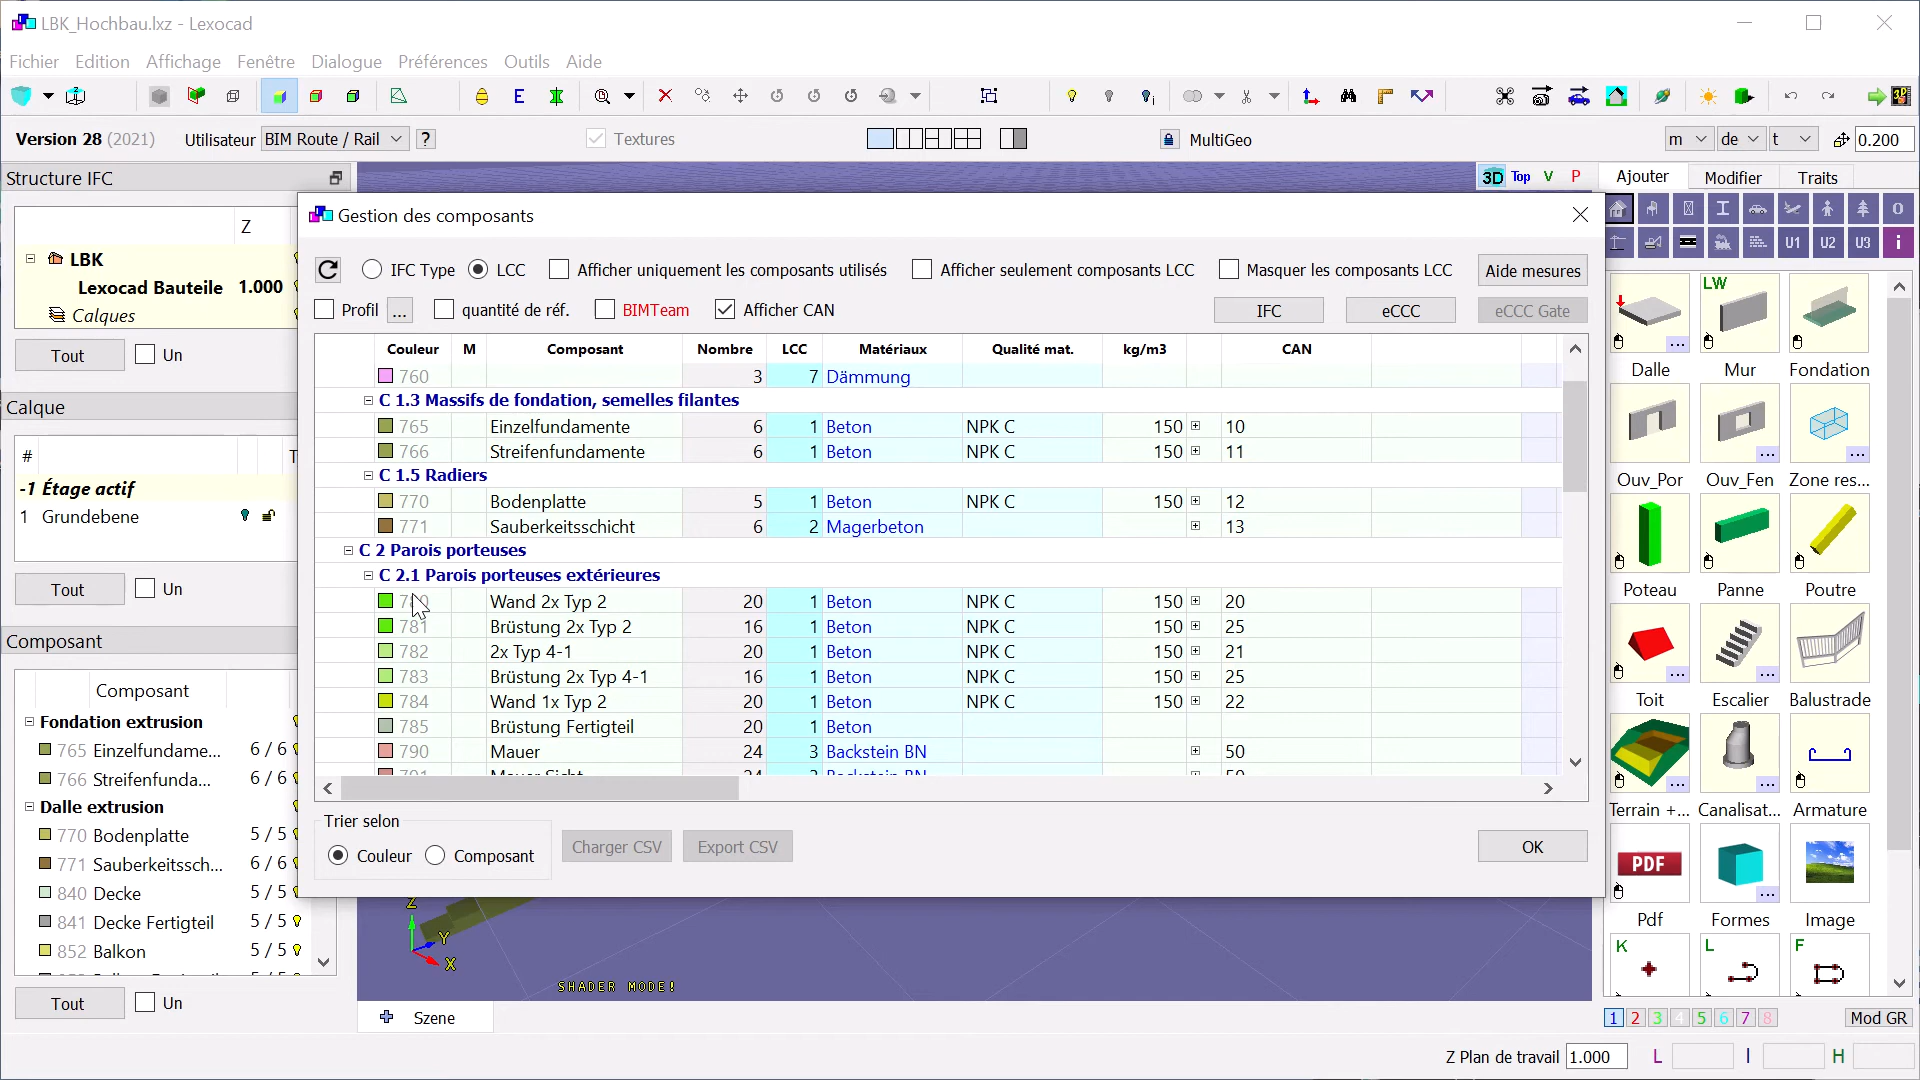 LBK_Hochbau.lxz - Lexocad
Fichier Edition Affichage Fenêtre Dialogue Préférences Outils Aide
Version 28 (2021) Utilisateur BIM Route / Rail ? Textures MultiGeo m de t 0.200
Structure IFC 3D Top V P Ajouter Modifier Traits
Z
LBK
Lexocad Bauteile 1.000
Calques
Tout Un
Calque
# T
-1 Étage actif
1 Grundebene
Tout Un
Composant
Composant
Fondation extrusion
765 Einzelfundame... 6 / 6
766 Streifenfunda... 6 / 6
Dalle extrusion
770 Bodenplatte 5 / 5
771 Sauberkeitssch... 6 / 6
840 Decke 5 / 5
841 Decke Fertigteil 5 / 5
852 Balkon 5 / 5
Tout Un
Gestion des composants
IFC Type LCC Afficher uniquement les composants utilisés Afficher seulement composants LCC Masquer les composants LCC Aide mesures
Profil ... quantité de réf. BIMTeam Afficher CAN IFC eCCC eCCC Gate
Couleur M Composant Nombre LCC Matériaux Qualité mat. kg/m3 CAN
760 3 7 Dämmung
C 1.3 Massifs de fondation, semelles filantes
765 Einzelfundamente 6 1 Beton NPK C 150 10
766 Streifenfundamente 6 1 Beton NPK C 150 11
C 1.5 Radiers
770 Bodenplatte 5 1 Beton NPK C 150 12
771 Sauberkeitsschicht 6 2 Magerbeton 13
C 2 Parois porteuses
C 2.1 Parois porteuses extérieures
780 Wand 2x Typ 2 20 1 Beton NPK C 150 20
781 Brüstung 2x Typ 2 16 1 Beton NPK C 150 25
782 2x Typ 4-1 20 1 Beton NPK C 150 21
783 Brüstung 2x Typ 4-1 16 1 Beton NPK C 150 25
784 Wand 1x Typ 2 20 1 Beton NPK C 150 22
785 Brüstung Fertigteil 20 1 Beton
790 Mauer 24 3 Backstein BN 50
791 Mauer Sicht 24 3 Backstein BN 50
Trier selon
Couleur Composant Charger CSV Export CSV OK
Z
Y
X
SHADER MODE!
Szene
O
U1 U2 U3 i
LW
Dalle Mur Fondation
Ouv_Por Ouv_Fen Zone res...
Poteau Panne Poutre
Toit Escalier Balustrade
Terrain +... Canalisat... Armature
PDF
Pdf Formes Image
K L F
1 2 3 4 5 6 7 8 Mod GR
Z Plan de travail 1.000 L l H